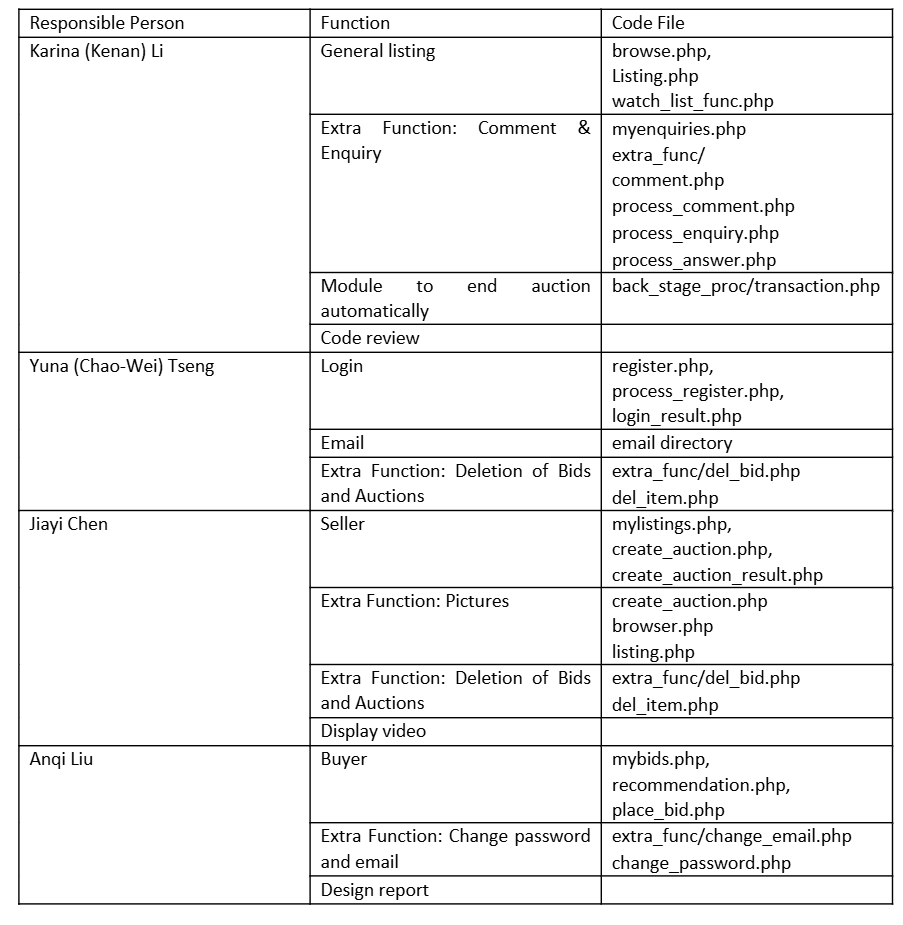 Responsible Person Function Code File
Karina (Kenan) Li General listing browse.php,
Listing.php
watch_list_func.php
Extra Function: Comment & myenquiries.php
Enquiry extra_func/
comment.php
process_comment.php
process_enquiry.php
process_answer.php
Module to end auction back_stage_proc/transaction.php
automatically
Code review
Yuna (Chao-Wei) Tseng Login register.php,
process_register.php,
login_result.php
Email email directory
Extra Function: Deletion of Bids extra_func/del_bid.php
and Auctions del_item.php
Jiayi Chen Seller mylistings.php,
create_auction.php,
create_auction_result.php
Extra Function: Pictures create_auction.php
browser.php
listing.php
Extra Function: Deletion of Bids extra_func/del_bid.php
and Auctions del_item.php
Display video
Anqi Liu Buyer mybids.php,
recommendation.php,
place_bid.php
Extra Function: Change password extra_func/change_email.php
and email change_password.php
Design report